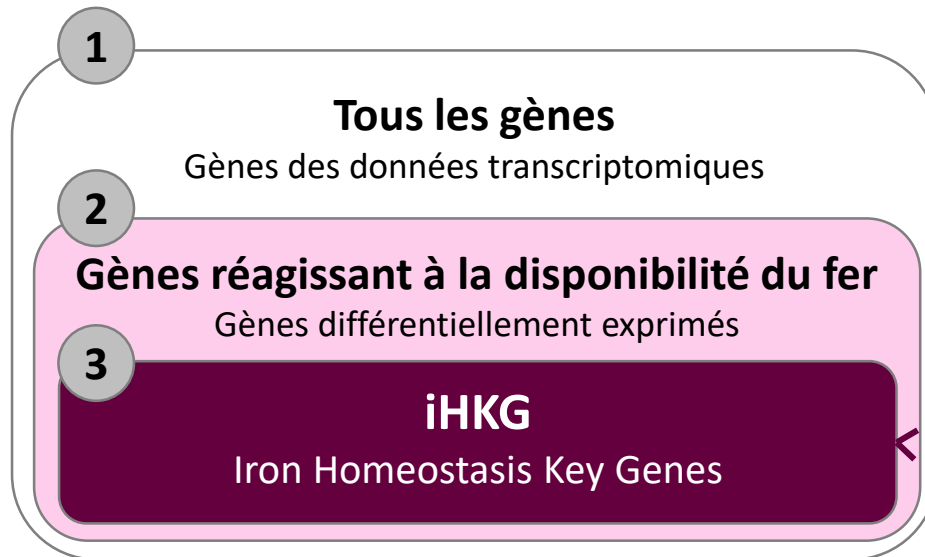 1
Tous les gènes
Gènes des données transcriptomiques
2
Gènes réagissant à la disponibilité du fer
Gènes différentiellement exprimés
3
iHKG
Iron Homeostasis Key Genes